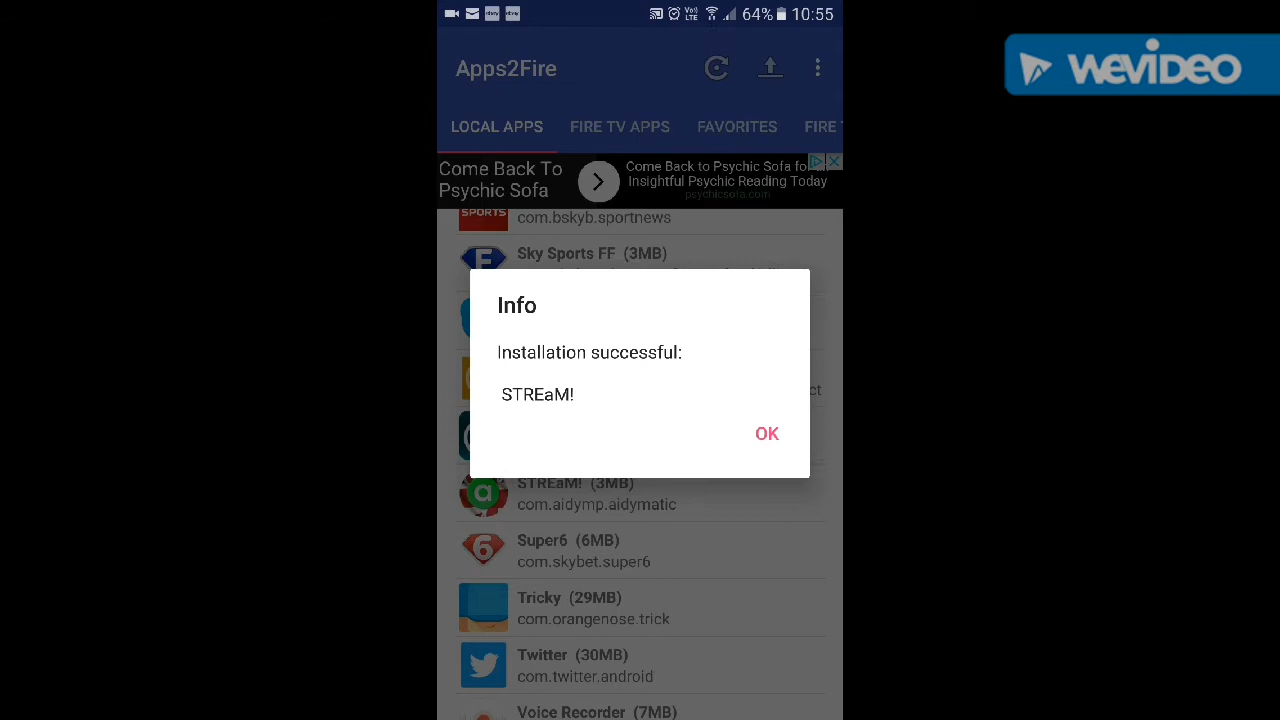 64% 10:55
WEVIDEO
Apps2Fire
LOCAL APPS FIRE TV APPS FAVORITES FIRE
Come Back To
Psychic Sofa
Come Back to Psychic Sofa for
Insightful Psychic Reading Today
psychicsofa.com
SPORTS
com.bskyb.sportnews
Sky Sports FF (3MB)
Info
Installation successful:
STREaM!
OK
STREaM! (3MB)
com.aidymp.aidymatic
Super6 (6MB)
com.skybet.super6
Tricky (29MB)
com.orangenose.trick
Twitter (30MB)
com.twitter.android
Voice Recorder (7MB)